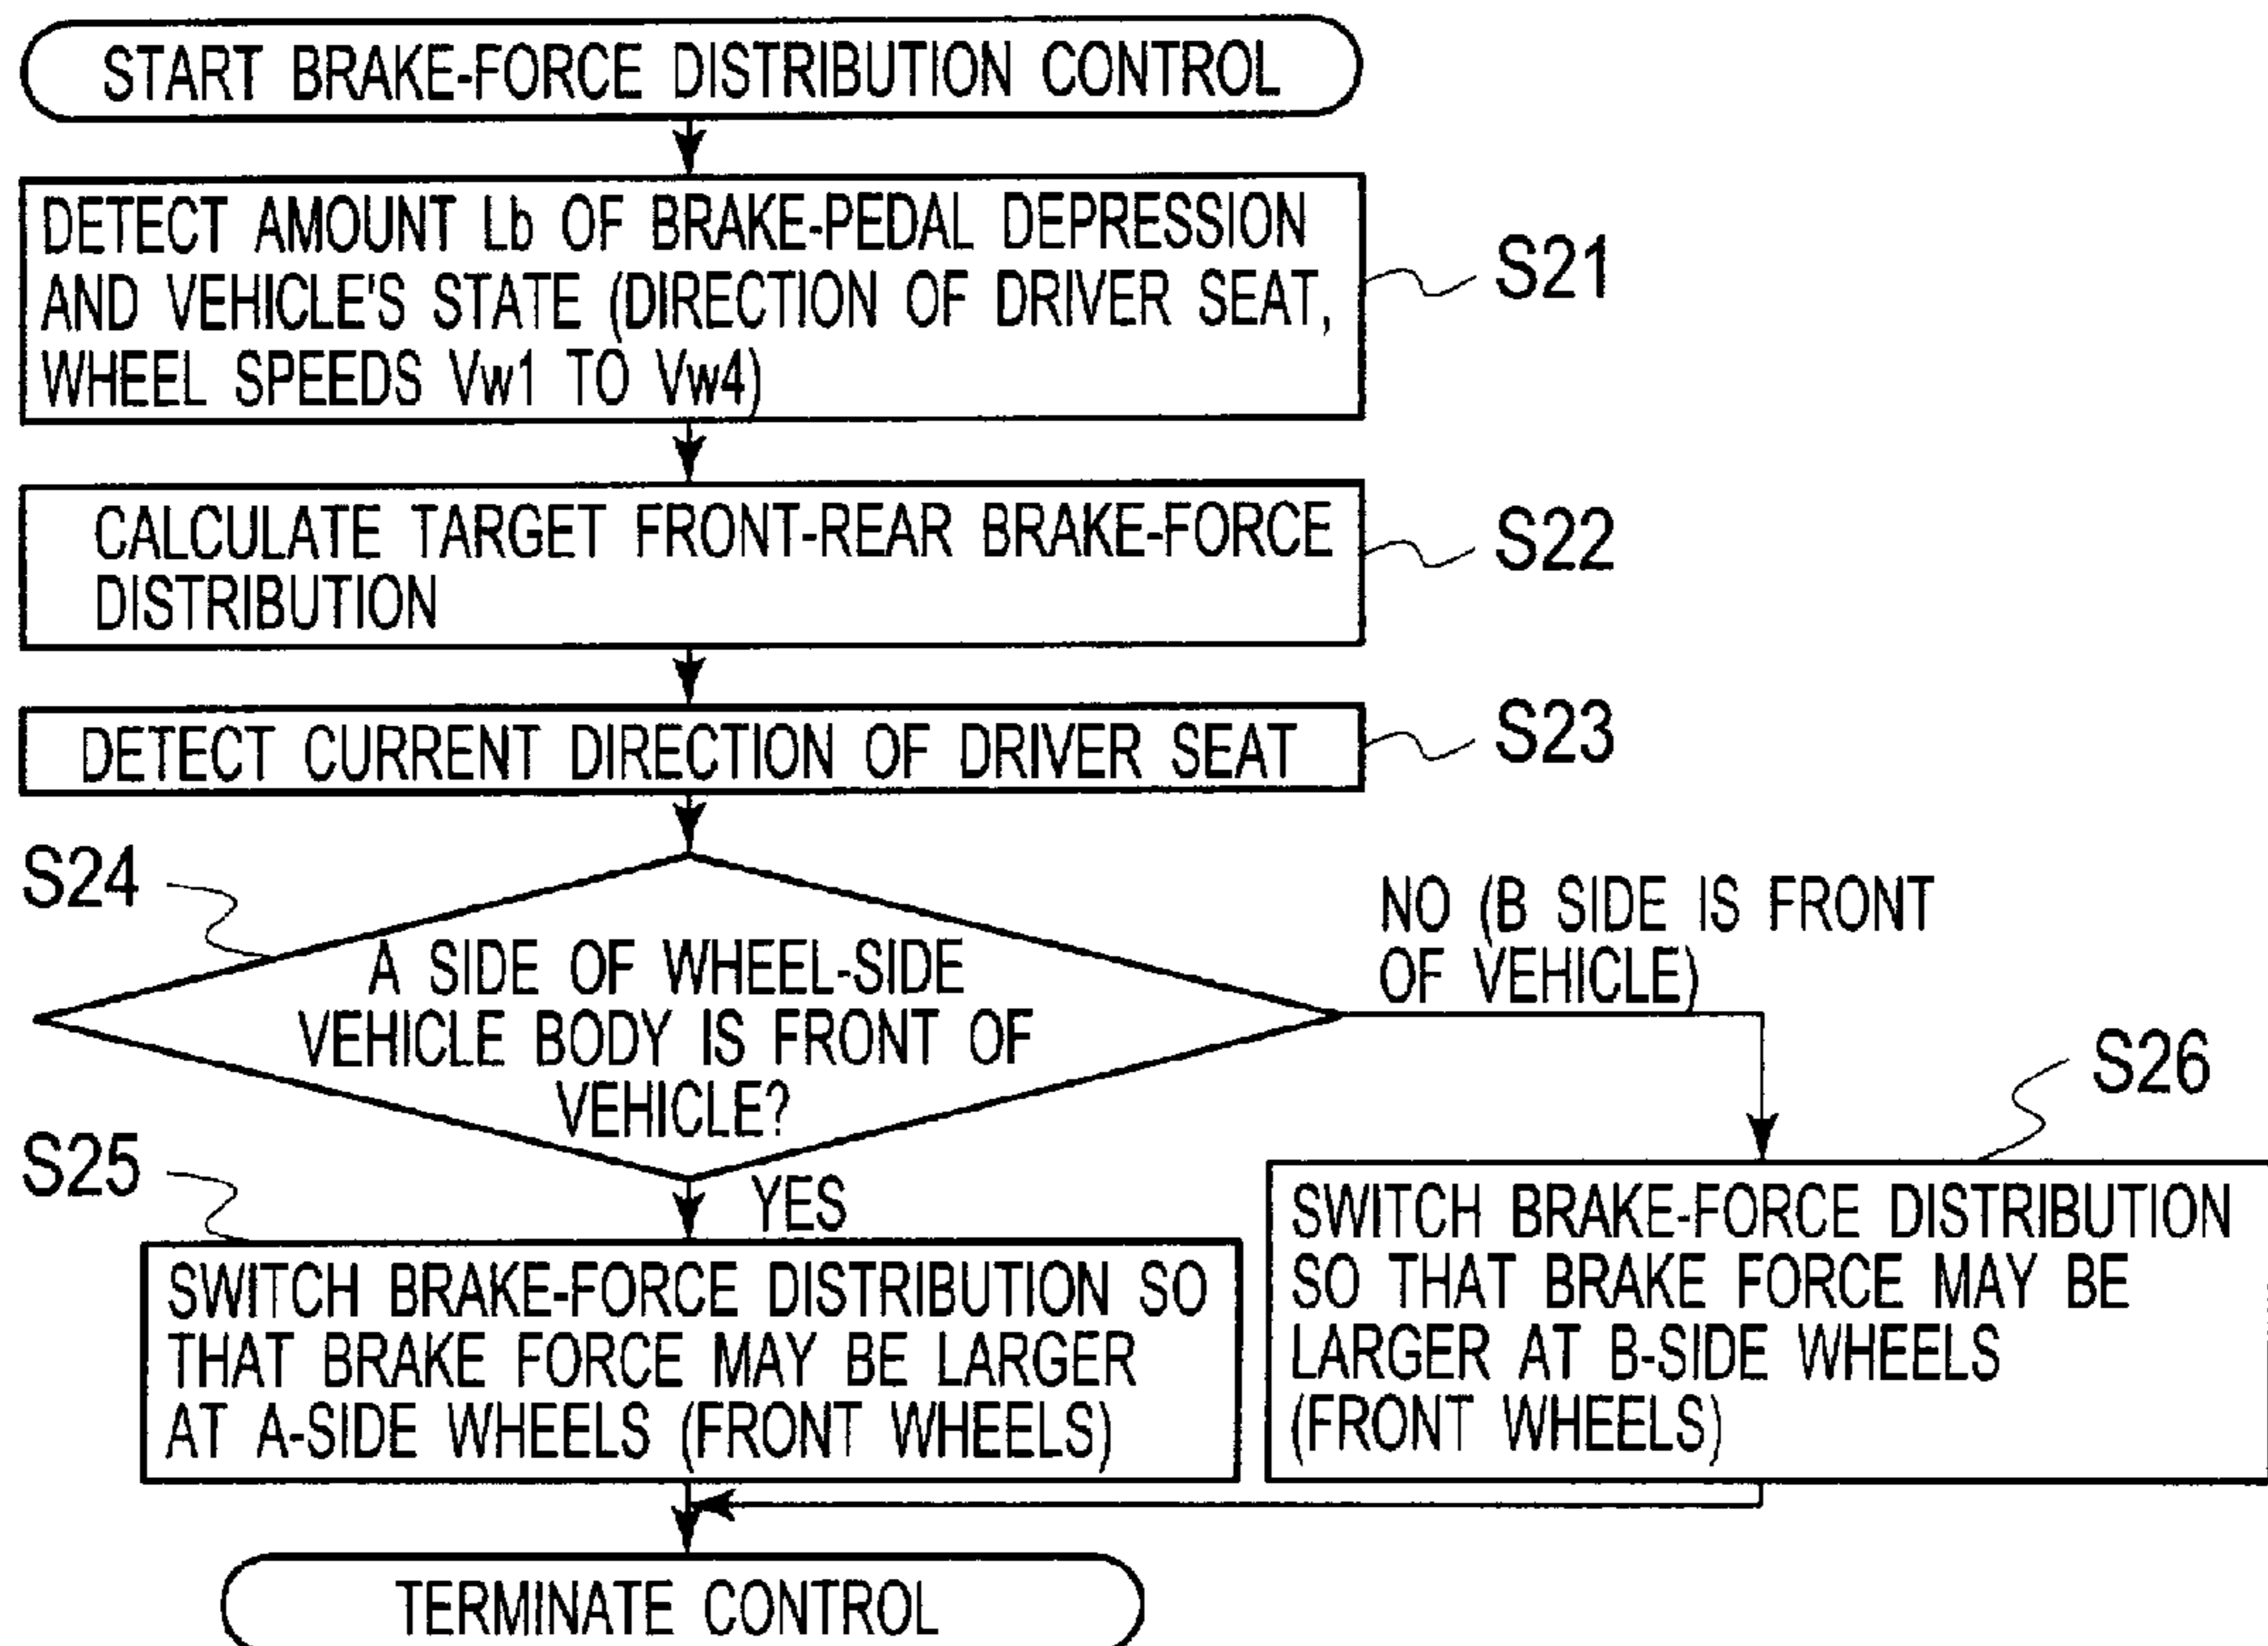 START BRAKE-FORCE DISTRIBUTION CONTROL
DETECT AMOUNT Lb OF BRAKE-PEDAL DEPRESSION
AND VEHICLE'S STATE (DIRECTION OF DRIVER SEAT,
WHEEL SPEEDS Vw1 TO Vw4)
S21
CALCULATE TARGET FRONT-REAR BRAKE-FORCE
DISTRIBUTION
S22
DETECT CURRENT DIRECTION OF DRIVER SEAT
S23
S24
A SIDE OF WHEEL-SIDE
VEHICLE BODY IS FRONT OF
VEHICLE?
NO (B SIDE IS FRONT
OF VEHICLE)
YES
S25
SWITCH BRAKE-FORCE DISTRIBUTION SO
THAT BRAKE FORCE MAY BE LARGER
AT A-SIDE WHEELS (FRONT WHEELS)
S26
SWITCH BRAKE-FORCE DISTRIBUTION
SO THAT BRAKE FORCE MAY BE
LARGER AT B-SIDE WHEELS
(FRONT WHEELS)
TERMINATE CONTROL